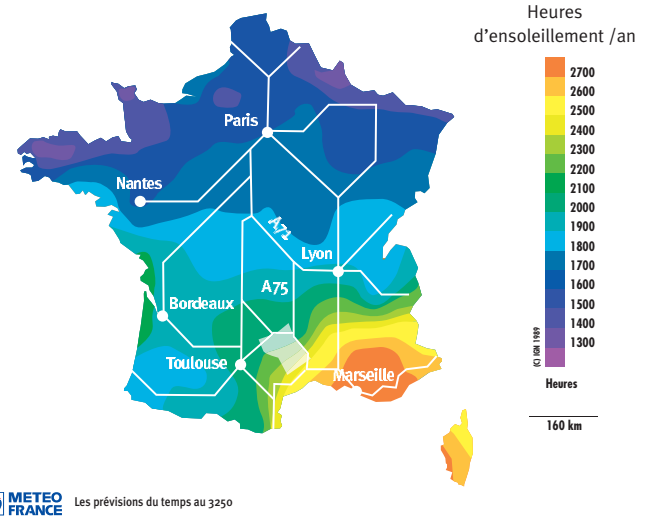 Heures
d'ensoleillement /an
2700
2600
2500
2400
2300
2200
2100
2000
1900
1800
1700
1600
1500
1400
1300
(C) IGN 1989
Heures
160 km
Paris
Nantes
A71
Lyon
A75
Bordeaux
Toulouse
Marseille
METEO
FRANCE
Les prévisions du temps au 3250